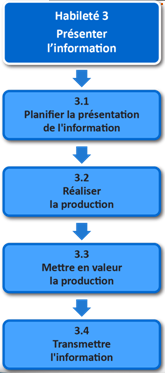 Habileté 3
Présenter
l'information
3.1
Planifier la présentation
de l'information
3.2
Réaliser
la production
3.3
Mettre en valeur
la production
3.4
Transmettre
l'information